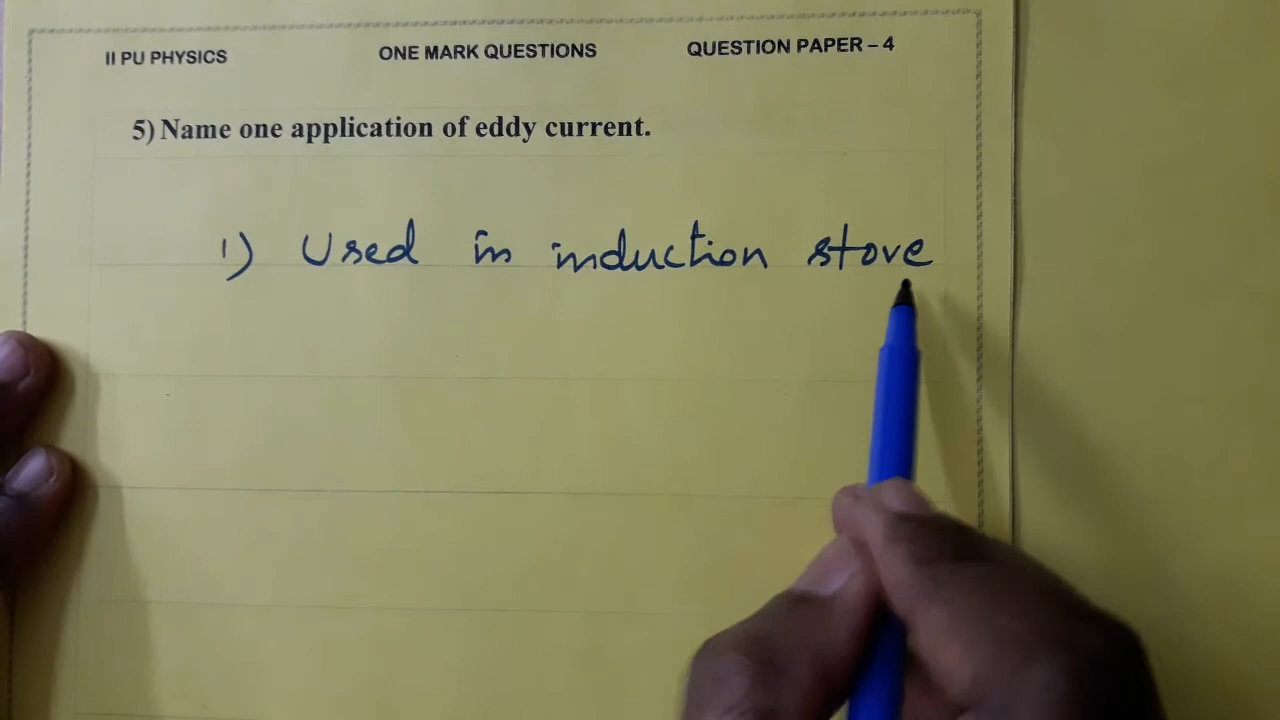 II PU PHYSICS ONE MARK QUESTIONS QUESTION PAPER – 4
5) Name one application of eddy current.
1) Used in induction stove